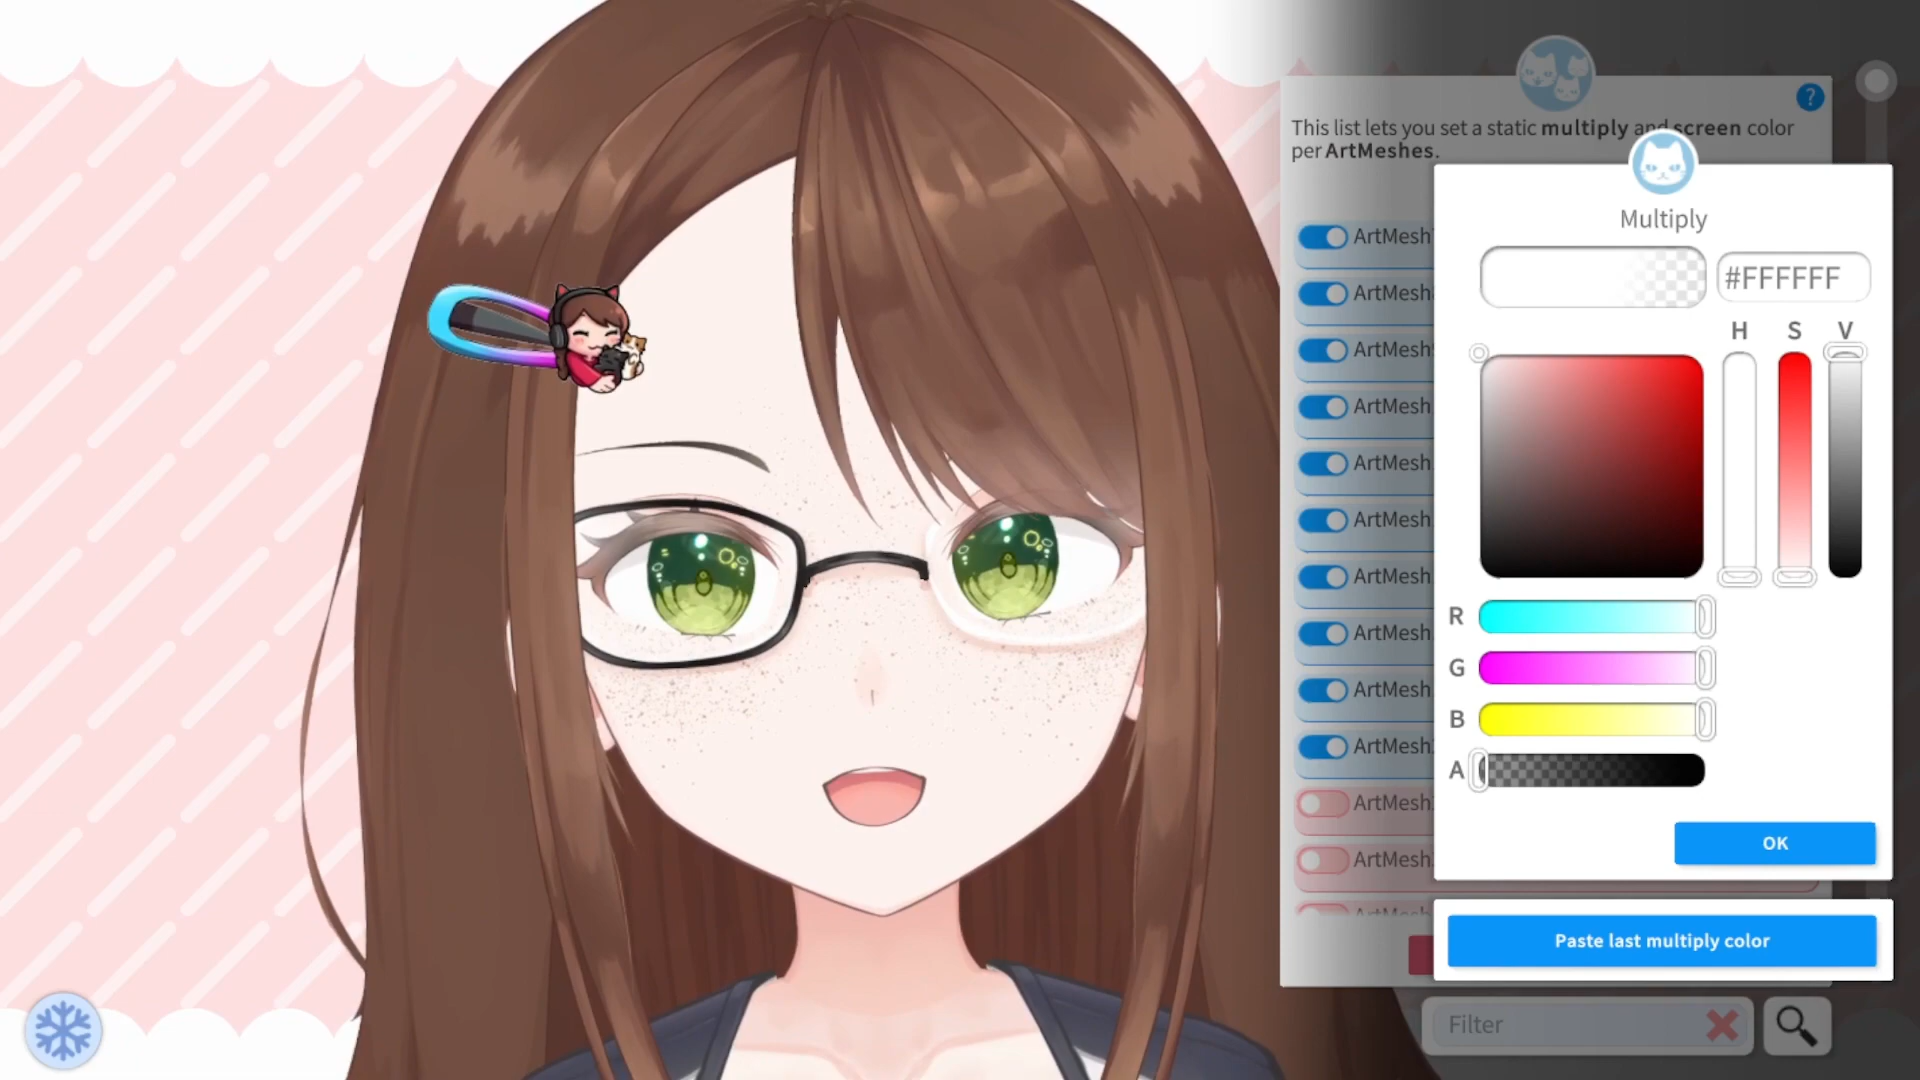 This list lets you set a static multiply and screen color
per ArtMeshes.
?
ArtMesh
ArtMesh
ArtMesh
ArtMesh
ArtMesh
ArtMesh
ArtMesh
ArtMesh
ArtMesh
ArtMesh
ArtMesh
ArtMesh
Multiply
#FFFFFF
H S V
R
G
B
A
OK
Paste last multiply color
Filter